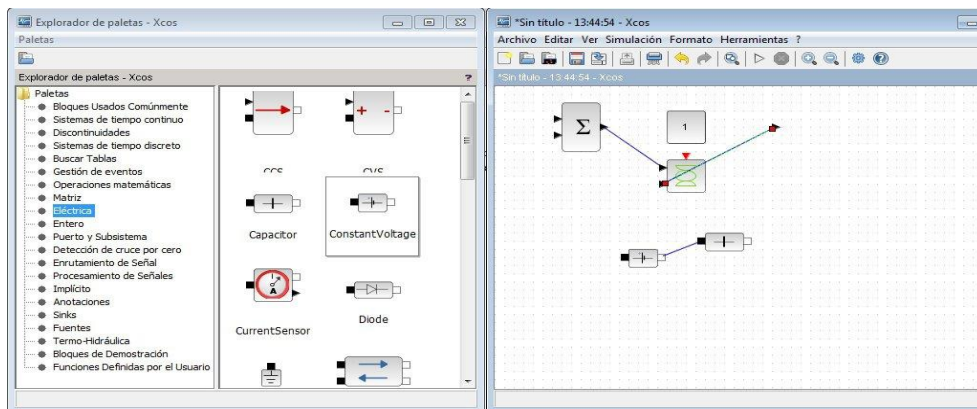 Explorador de paletas - Xcos
Paletas
Explorador de paletas - Xcos
?
Paletas
Bloques Usados Comúnmente
Sistemas de tiempo continuo
Discontinuidades
Sistemas de tiempo discreto
Buscar Tablas
Gestión de eventos
Operaciones matemáticas
Matriz
Eléctrica
Entero
Puerto y Subsistema
Detección de cruce por cero
Enrutamiento de Señal
Procesamiento de Señales
Implícito
Anotaciones
Sinks
Fuentes
Termo-Hidráulica
Bloques de Demostración
Funciones Definidas por el Usuario
+ -
CCS
CVS
Capacitor
ConstantVoltage
I
A
CurrentSensor
Diode
*Sin título - 13:44:54 - Xcos
Archivo Editar Ver Simulación Formato Herramientas ?
*Sin título - 13:44:54 - Xcos
Σ
1